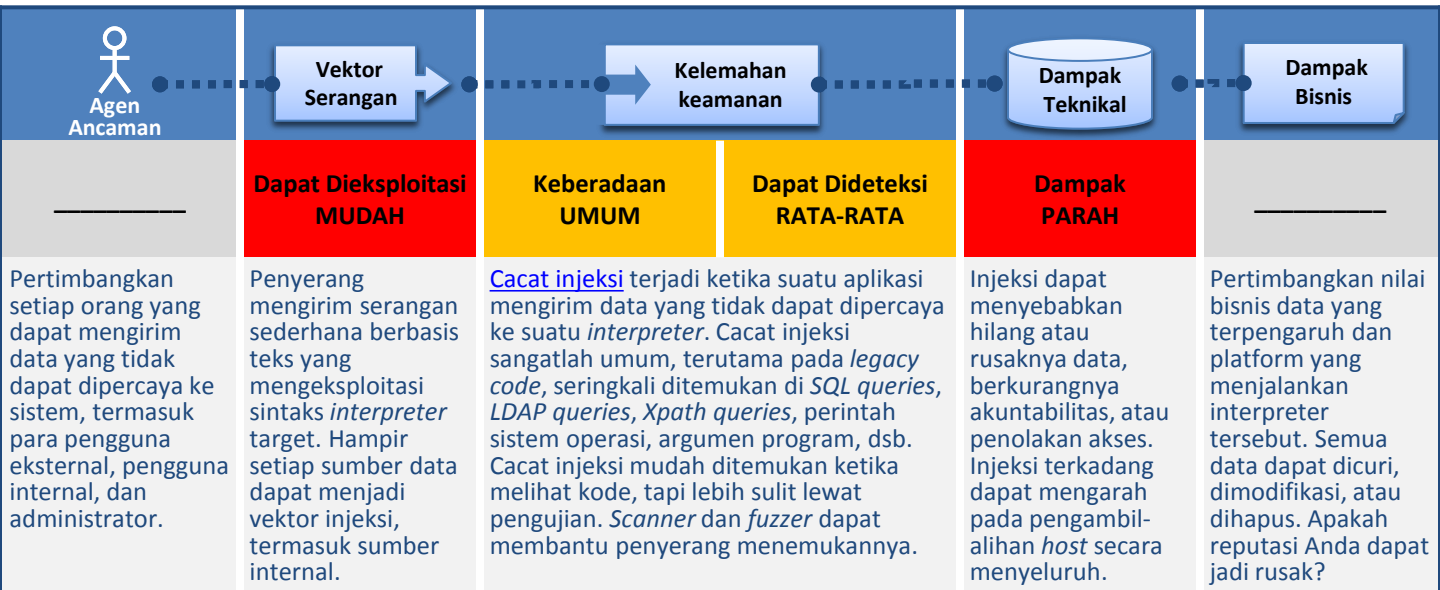 Agen
Ancaman
Vektor
Serangan
Kelemahan
keamanan
Dampak
Teknikal
Dampak
Bisnis
__________
Dapat Dieksploitasi
MUDAH
Keberadaan
UMUM
Dapat Dideteksi
RATA-RATA
Dampak
PARAH
__________
Pertimbangkan
setiap orang yang
dapat mengirim
data yang tidak
dapat dipercaya ke
sistem, termasuk
para pengguna
eksternal, pengguna
internal, dan
administrator.
Penyerang
mengirim serangan
sederhana berbasis
teks yang
mengeksploitasi
sintaks interpreter
target. Hampir
setiap sumber data
dapat menjadi
vektor injeksi,
termasuk sumber
internal.
Cacat injeksi terjadi ketika suatu aplikasi
mengirim data yang tidak dapat dipercaya
ke suatu interpreter. Cacat injeksi
sangatlah umum, terutama pada legacy
code, seringkali ditemukan di SQL queries,
LDAP queries, Xpath queries, perintah
sistem operasi, argumen program, dsb.
Cacat injeksi mudah ditemukan ketika
melihat kode, tapi lebih sulit lewat
pengujian. Scanner dan fuzzer dapat
membantu penyerang menemukannya.
Injeksi dapat
menyebabkan
hilang atau
rusaknya data,
berkurangnya
akuntabilitas, atau
penolakan akses.
Injeksi terkadang
dapat mengarah
pada pengambil-
alihan host secara
menyeluruh.
Pertimbangkan nilai
bisnis data yang
terpengaruh dan
platform yang
menjalankan
interpreter
tersebut. Semua
data dapat dicuri,
dimodifikasi, atau
dihapus. Apakah
reputasi Anda dapat
jadi rusak?